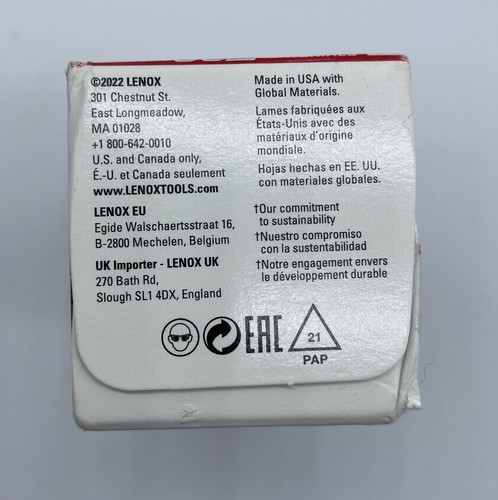 ©2022 LENOX
301 Chestnut St.
East Longmeadow,
MA 01028
+1 800-642-0010
U.S. and Canada only,
É.-U. et Canada seulement
www.LENOXTOOLS.com
LENOX EU
Egide Walschaertsstraat 16,
B-2800 Mechelen, Belgium
UK Importer - LENOX UK
270 Bath Rd,
Slough SL1 4DX, England
Made in USA with
Global Materials.
Lames fabriquées aux
États-Unis avec des
matériaux d'origine
mondiale.
Hojas hechas en EE. UU.
con materiales globales.
†Our commitment
to sustainability
†Nuestro compromiso
con la sustentabilidad
†Notre engagement envers
le développement durable
EAC
21
PAP